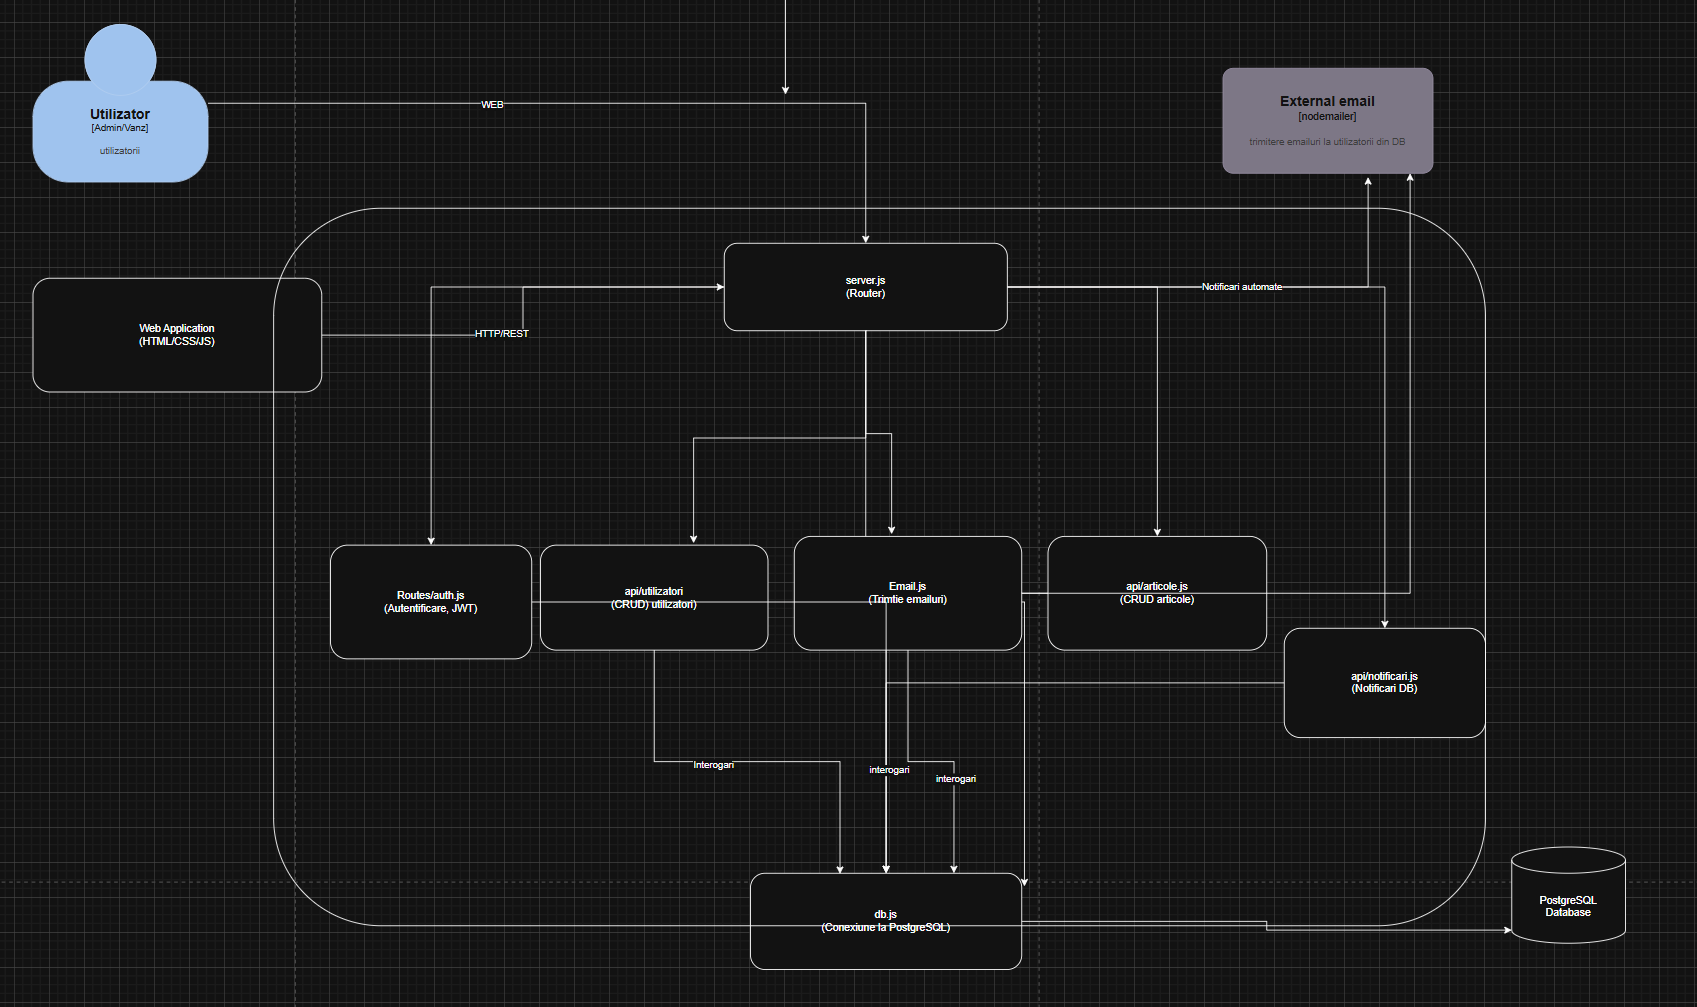 Utilizator
[Admin/Vanz]
utilizatorii
WEB
External email
[nodemailer]
trimitere emailuri la utilizatorii din DB
server.js
(Router)
Notificari automate
Web Application
(HTML/CSS/JS)
HTTP/REST
Routes/auth.js
(Autentificare, JWT)
api/utilizatori
(CRUD) utilizatori)
Email.js
(Trimtie emailuri)
api/articole.js
(CRUD articole)
api/notificari.js
(Notificari DB)
Interogari
interogari
interogari
db.js
(Conexiune la PostgreSQL)
PostgreSQL
Database